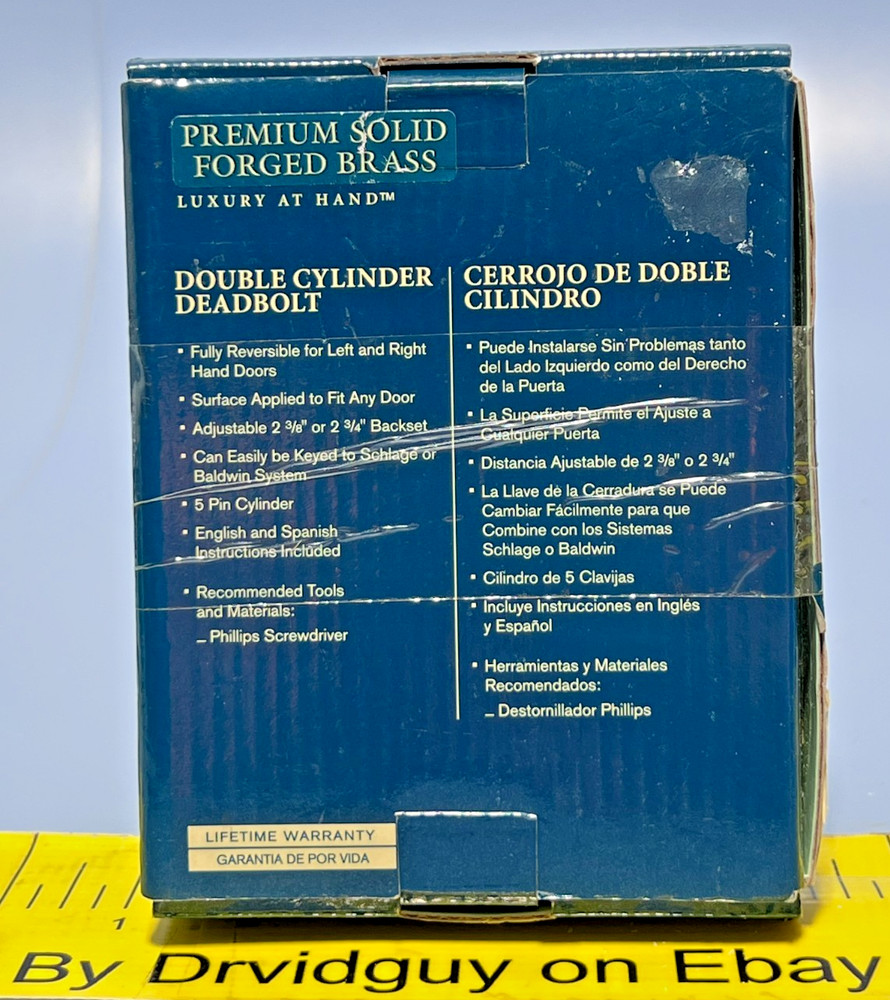 PREMIUM SOLID
FORGED BRASS
LUXURY AT HAND™
DOUBLE CYLINDER
DEADBOLT
▪ Fully Reversible for Left and Right
Hand Doors
▪ Surface Applied to Fit Any Door
▪ Adjustable 2 3/8" or 2 3/4" Backset
▪ Can Easily be Keyed to Schlage or
Baldwin System
▪ 5 Pin Cylinder
▪ English and Spanish
Instructions Included
▪ Recommended Tools
and Materials:
– Phillips Screwdriver
CERROJO DE DOBLE
CILINDRO
▪ Puede Instalarse Sin Problemas tanto
del Lado Izquierdo como del Derecho
de la Puerta
▪ La Superficie Permite el Ajuste a
Cualquier Puerta
▪ Distancia Ajustable de 2 3/8" o 2 3/4"
▪ La Llave de la Cerradura se Puede
Cambiar Fácilmente para que
Combine con los Sistemas
Schlage o Baldwin
▪ Cilindro de 5 Clavijas
▪ Incluye Instrucciones en Inglés
y Español
▪ Herramientas y Materiales
Recomendados:
– Destornillador Phillips
LIFETIME WARRANTY
GARANTIA DE POR VIDA
1
By Drvidguy on Ebay